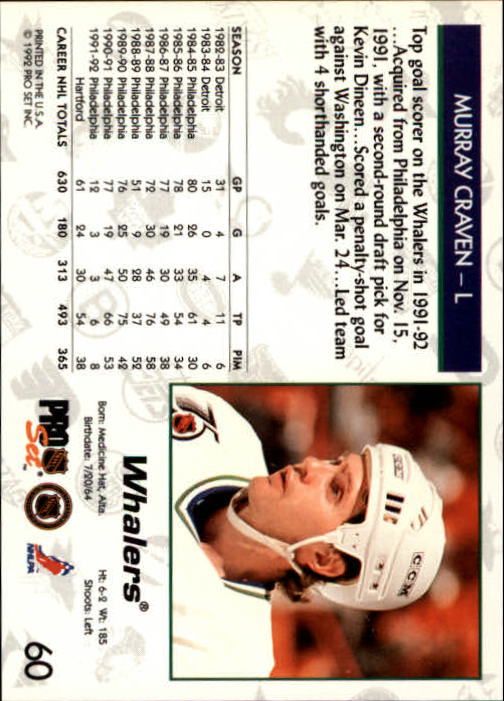 MURRAY CRAVEN – L
Top goal scorer on the Whalers in 1991-92
...Acquired from Philadelphia on Nov. 15,
1991, with a second-round draft pick for
Kevin Dineen...Scored a penalty-shot goal
against Washington on Mar. 24...Led team
with 4 shorthanded goals.
SEASON GP G A TP PIM
1982-83 Detroit 31 4 7 11 6
1983-84 Detroit 15 0 4 4 6
1984-85 Philadelphia 80 26 35 61 30
1985-86 Philadelphia 78 21 33 54 34
1986-87 Philadelphia 77 19 30 49 38
1987-88 Philadelphia 72 30 46 76 58
1988-89 Philadelphia 51 9 28 37 52
1989-90 Philadelphia 76 25 50 75 42
1990-91 Philadelphia 77 19 47 66 53
1991-92 Philadelphia 12 3 3 6 8
Hartford 61 24 30 54 38
CAREER NHL TOTALS 630 180 313 493 365
PRINTED IN THE U.S.A.
© 1992 PRO SET INC.
CCM
Whalers®
Born: Medicine Hat, Alta. Ht: 6-2 Wt: 185
Birthdate: 7/20/64 Shoots: Left
PRO Set
NHLPA
60